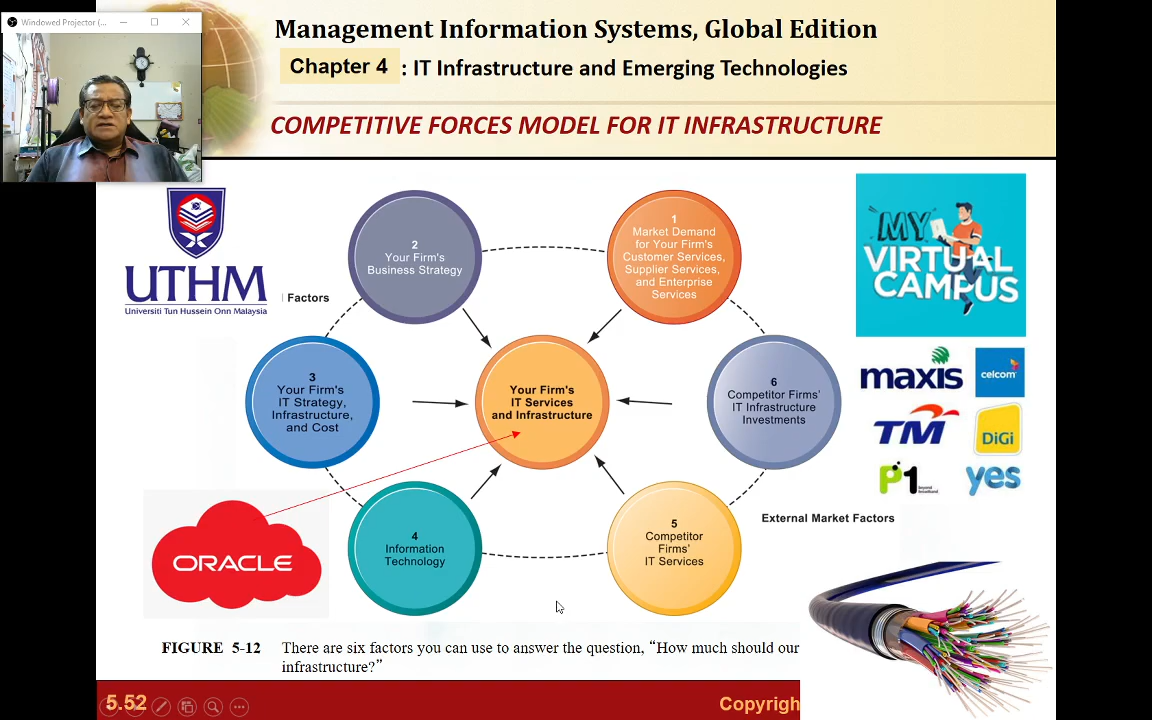 Windowed Projector (...
Management Information Systems, Global Edition
Chapter 4 : IT Infrastructure and Emerging Technologies
COMPETITIVE FORCES MODEL FOR IT INFRASTRUCTURE
UTHM
Universiti Tun Hussein Onn Malaysia
Factors
2
Your Firm's
Business Strategy
1
Market Demand
for Your Firm's
Customer Services,
Supplier Services,
and Enterprise
Services
MY
VIRTUAL
CAMPUS
3
Your Firm's
IT Strategy,
Infrastructure,
and Cost
Your Firm's
IT Services
and Infrastructure
6
Competitor Firms'
IT Infrastructure
Investments
maxis
celcom
TM
DiGi
P1
yes
ORACLE
4
Information
Technology
5
Competitor
Firms'
IT Services
External Market Factors
FIGURE 5-12 There are six factors you can use to answer the question, “How much should our
infrastructure?”
5.52
Copyrigh